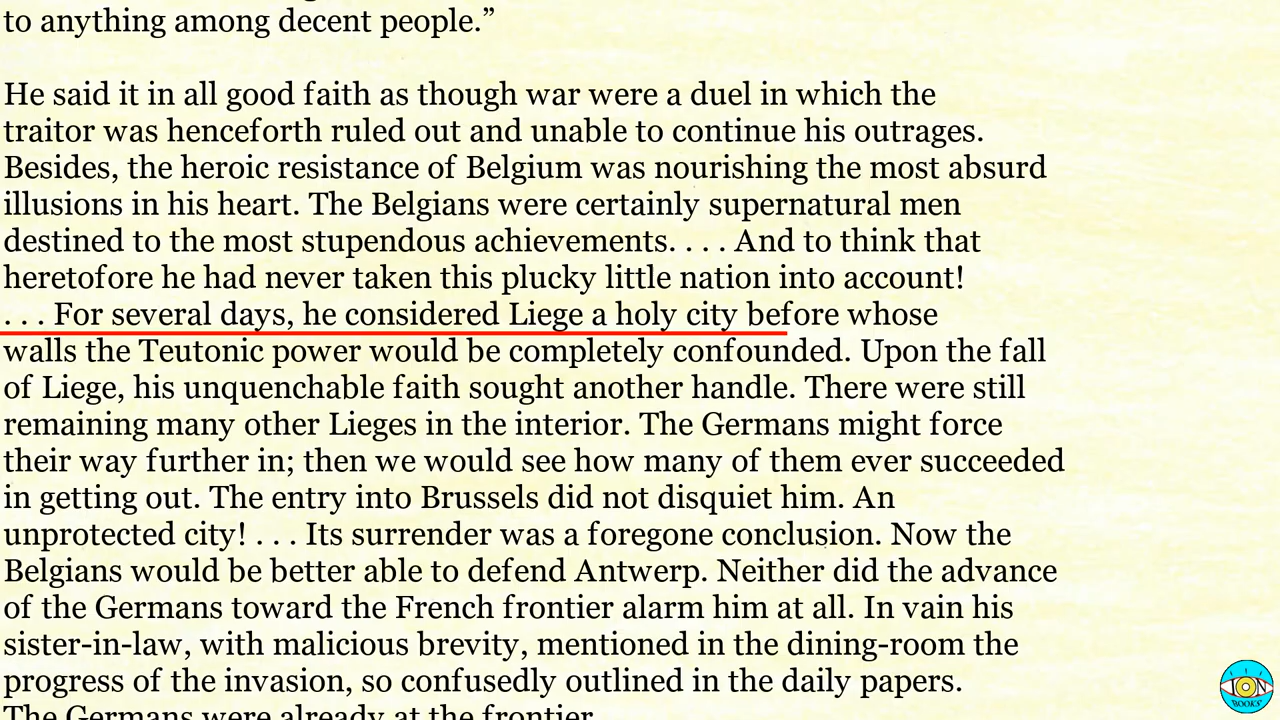 to anything among decent people.”
He said it in all good faith as though war were a duel in which the
traitor was henceforth ruled out and unable to continue his outrages.
Besides, the heroic resistance of Belgium was nourishing the most absurd
illusions in his heart. The Belgians were certainly supernatural men
destined to the most stupendous achievements. . . . And to think that
heretofore he had never taken this plucky little nation into account!
. . . For several days, he considered Liege a holy city before whose
walls the Teutonic power would be completely confounded. Upon the fall
of Liege, his unquenchable faith sought another handle. There were still
remaining many other Lieges in the interior. The Germans might force
their way further in; then we would see how many of them ever succeeded
in getting out. The entry into Brussels did not disquiet him. An
unprotected city! . . . Its surrender was a foregone conclusion. Now the
Belgians would be better able to defend Antwerp. Neither did the advance
of the Germans toward the French frontier alarm him at all. In vain his
sister-in-law, with malicious brevity, mentioned in the dining-room the
progress of the invasion, so confusedly outlined in the daily papers.
The Germans were already at the frontier.
ION
BOOKS